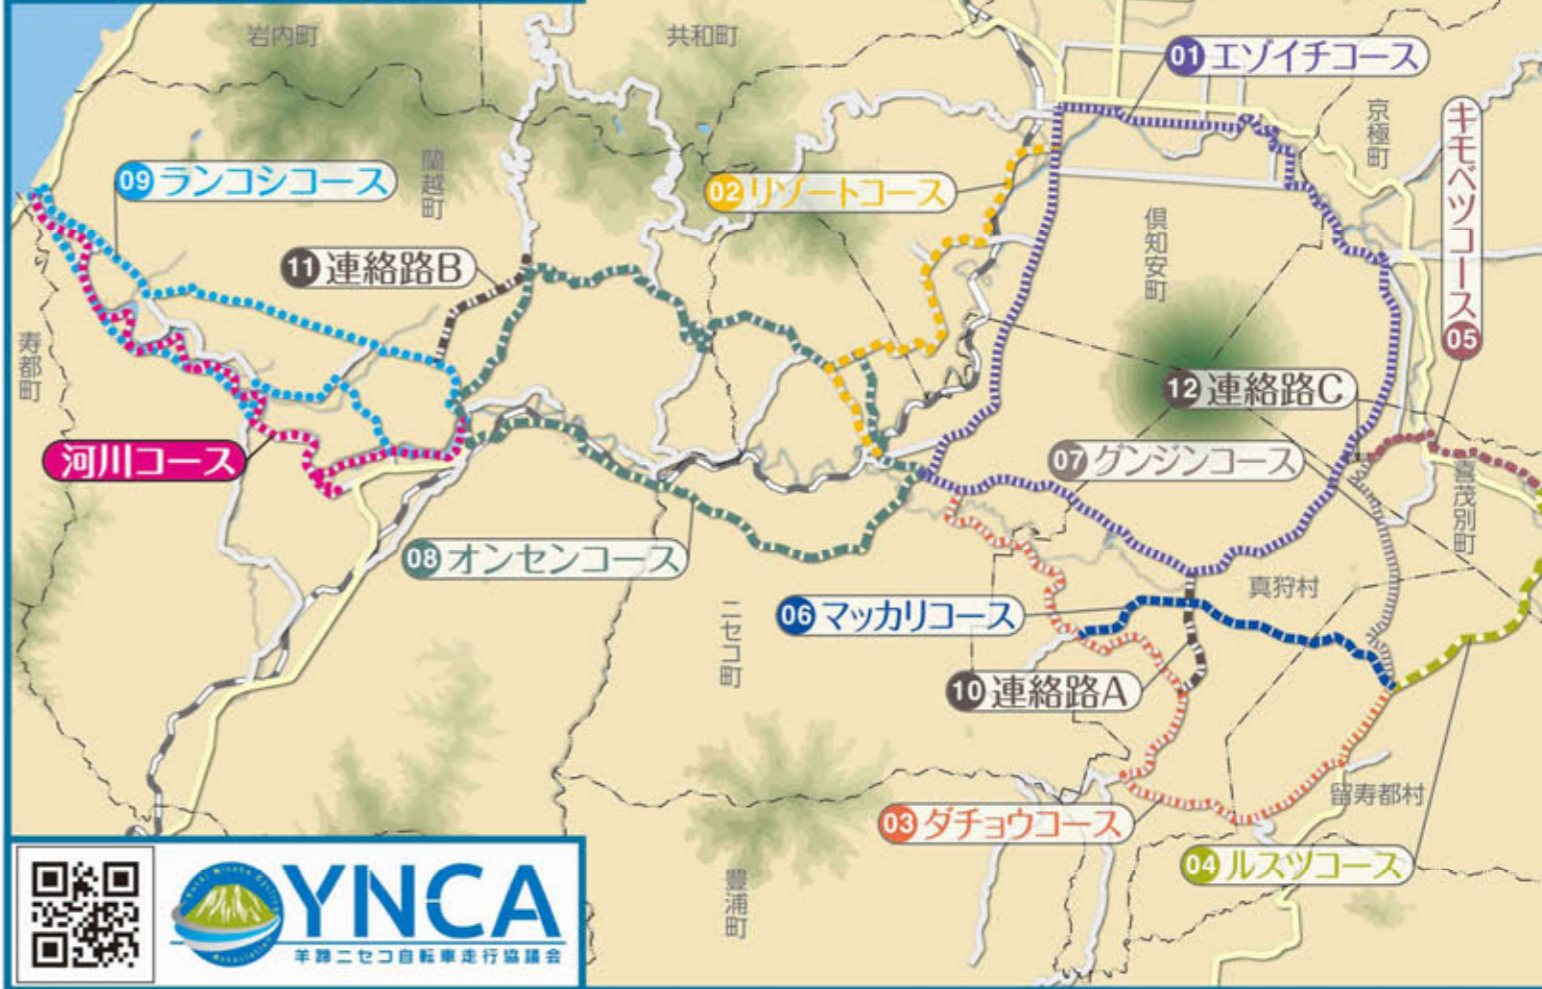 岩内町
共和町
01 エゾイチコース
京極町
キモベツコース 05
蘭越町
09 ランコシコース
02 リゾートコース
倶知安町
11 連絡路B
寿都町
12 連絡路C
河川コース
07 グンジンコース
喜茂別町
08 オンセンコース
真狩村
06 マッカリコース
ニセコ町
10 連絡路A
留寿都村
03 ダチョウコース
04 ルスツコース
豊浦町
YNCA
羊蹄ニセコ自転車走行協議会